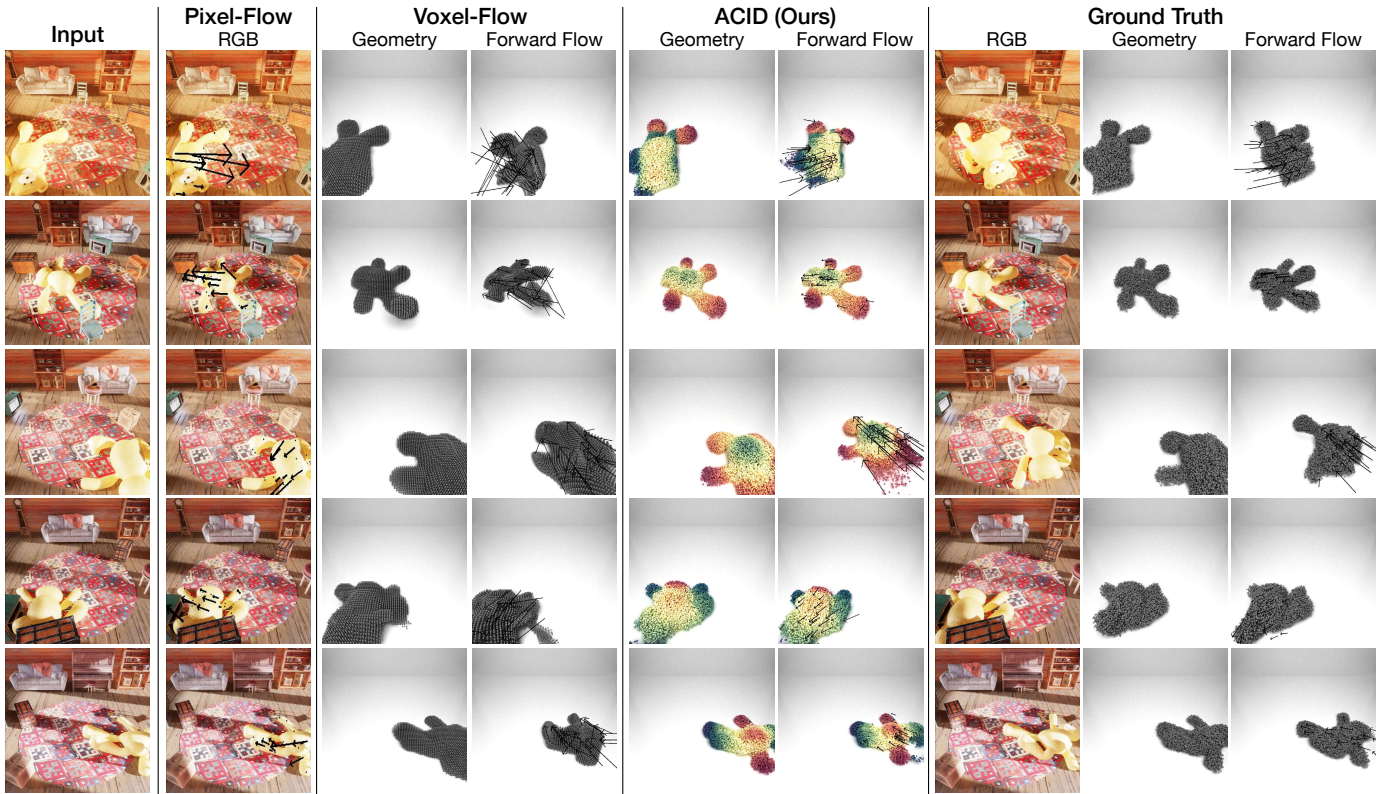 Input
Pixel-Flow
RGB
Voxel-Flow
Geometry Forward Flow
ACID (Ours)
Geometry Forward Flow
Ground Truth
RGB Geometry Forward Flow